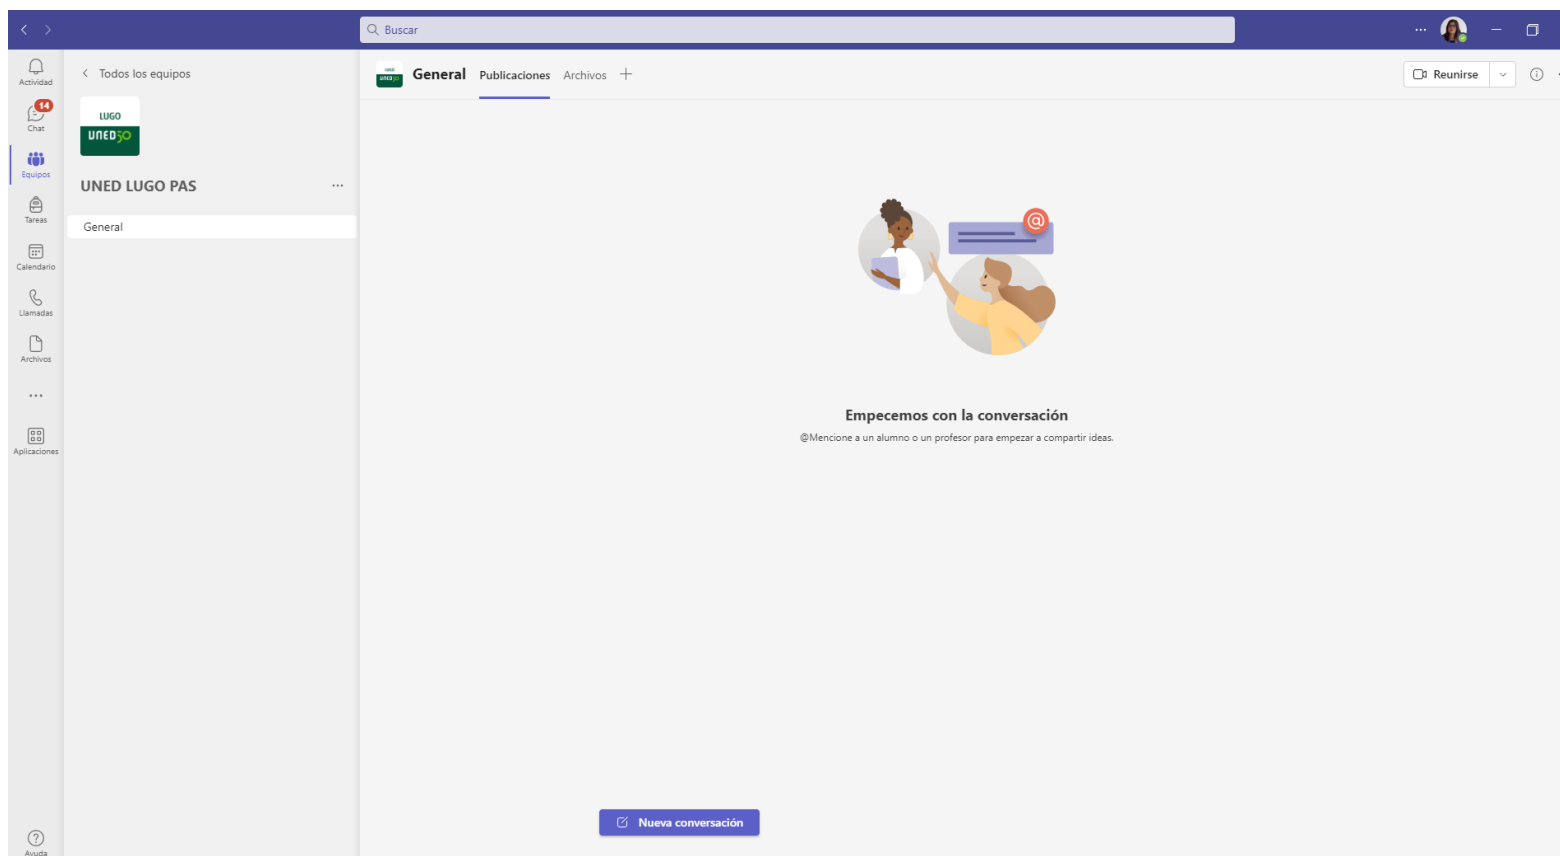 Buscar
Actividad
14
Chat
Equipos
Tareas
Calendario
Llamadas
Archivos
Aplicaciones
Ayuda
Todos los equipos
LUGO
UNED50
UNED LUGO PAS
General
General Publicaciones Archivos
Reunirse
@
Empecemos con la conversación
@Mencione a un alumno o un profesor para empezar a compartir ideas.
Nueva conversación